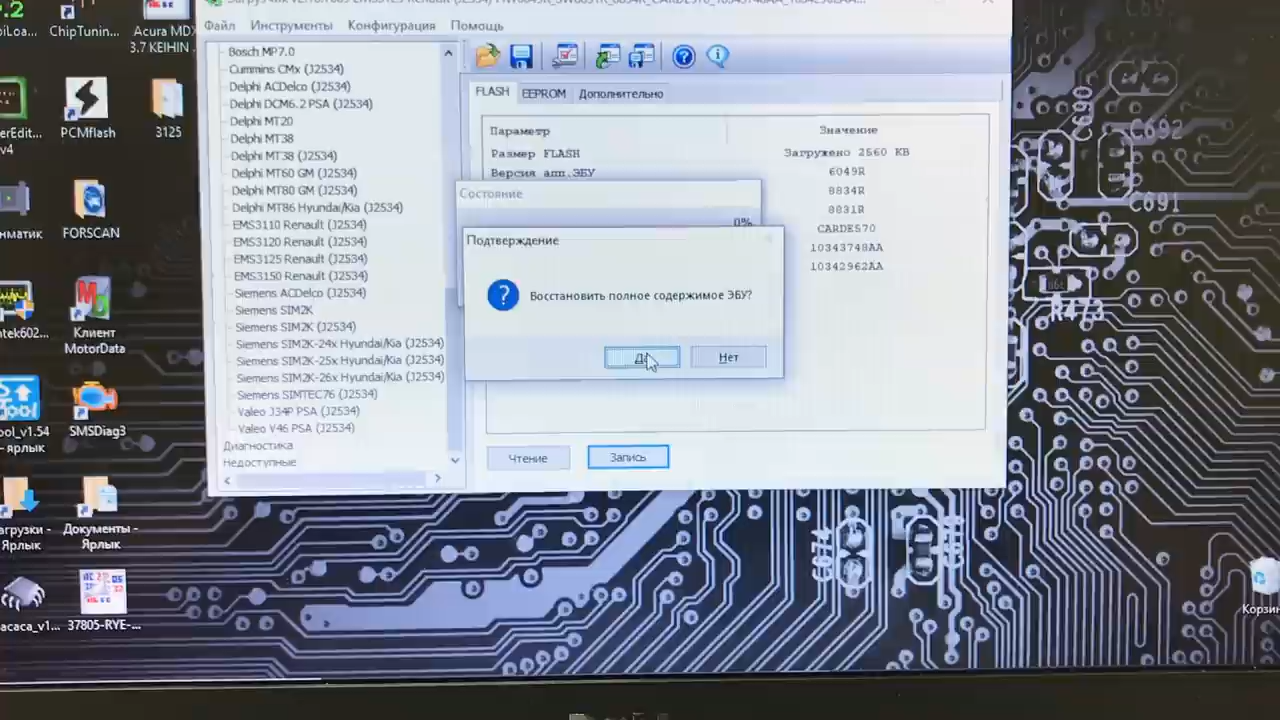 Файл Инструменты Конфигурация Помощь
Bosch MP7.0
Cummins CMx (J2534)
Delphi ACDelco (J2534)
Delphi DCM6.2 PSA (J2534)
Delphi MT20
Delphi MT38
Delphi MT38 (J2534)
Delphi MT60 GM (J2534)
Delphi MT80 GM (J2534)
Delphi MT86 Hyundai/Kia (J2534)
EMS3110 Renault (J2534)
EMS3120 Renault (J2534)
EMS3125 Renault (J2534)
EMS3150 Renault (J2534)
Siemens ACDelco (J2534)
Siemens SIM2K
Siemens SIM2K (J2534)
Siemens SIM2K-24x Hyundai/Kia (J2534)
Siemens SIM2K-25x Hyundai/Kia (J2534)
Siemens SIM2K-26x Hyundai/Kia (J2534)
Siemens SIMTEC76 (J2534)
Valeo J34P PSA (J2534)
Valeo V46 PSA (J2534)
Диагностика
Недоступные
FLASH EEPROM Дополнительно
Параметр Значение
Размер FLASH Загружено 2560 KB
Версия апп.ЭБУ 6049R
8834R
8831R
CARDE570
10343748AA
10342962AA
Состояние
0%
Подтверждение
Восстановить полное содержимое ЭБУ?
Да Нет
Чтение Запись
ChipTuning...
Acura MDX
3.7 KEIHIN
v4
PCMflash
3125
FORSCAN
Клиент
MotorData
ool_v1.54
- ярлык
SMSDiag3
Ярлык
Документы -
Ярлык
37805-RYE-...
C690
C692
C691
R473
C674